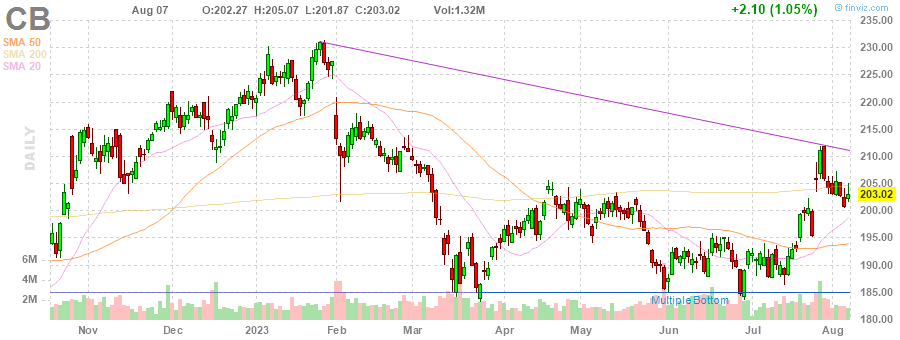 CB Aug 07 O:202.27 H:205.07 L:201.87 C:203.02 Vol:1.32M +2.10 (1.05%) © finviz.com
SMA 50
SMA 200
SMA 20
DAILY
235.00
230.00
225.00
220.00
215.00
210.00
205.00
203.02
200.00
195.00
6M 190.00
4M
2M 185.00
Multiple Bottom
180.00
Nov Dec 2023 Feb Mar Apr May Jun Jul Aug